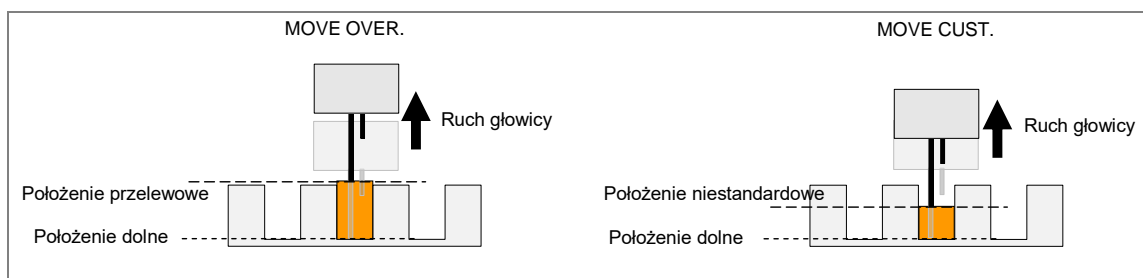 MOVE OVER.
Ruch głowicy
Położenie przelewowe
Położenie dolne
MOVE CUST.
Ruch głowicy
Położenie niestandardowe
Położenie dolne